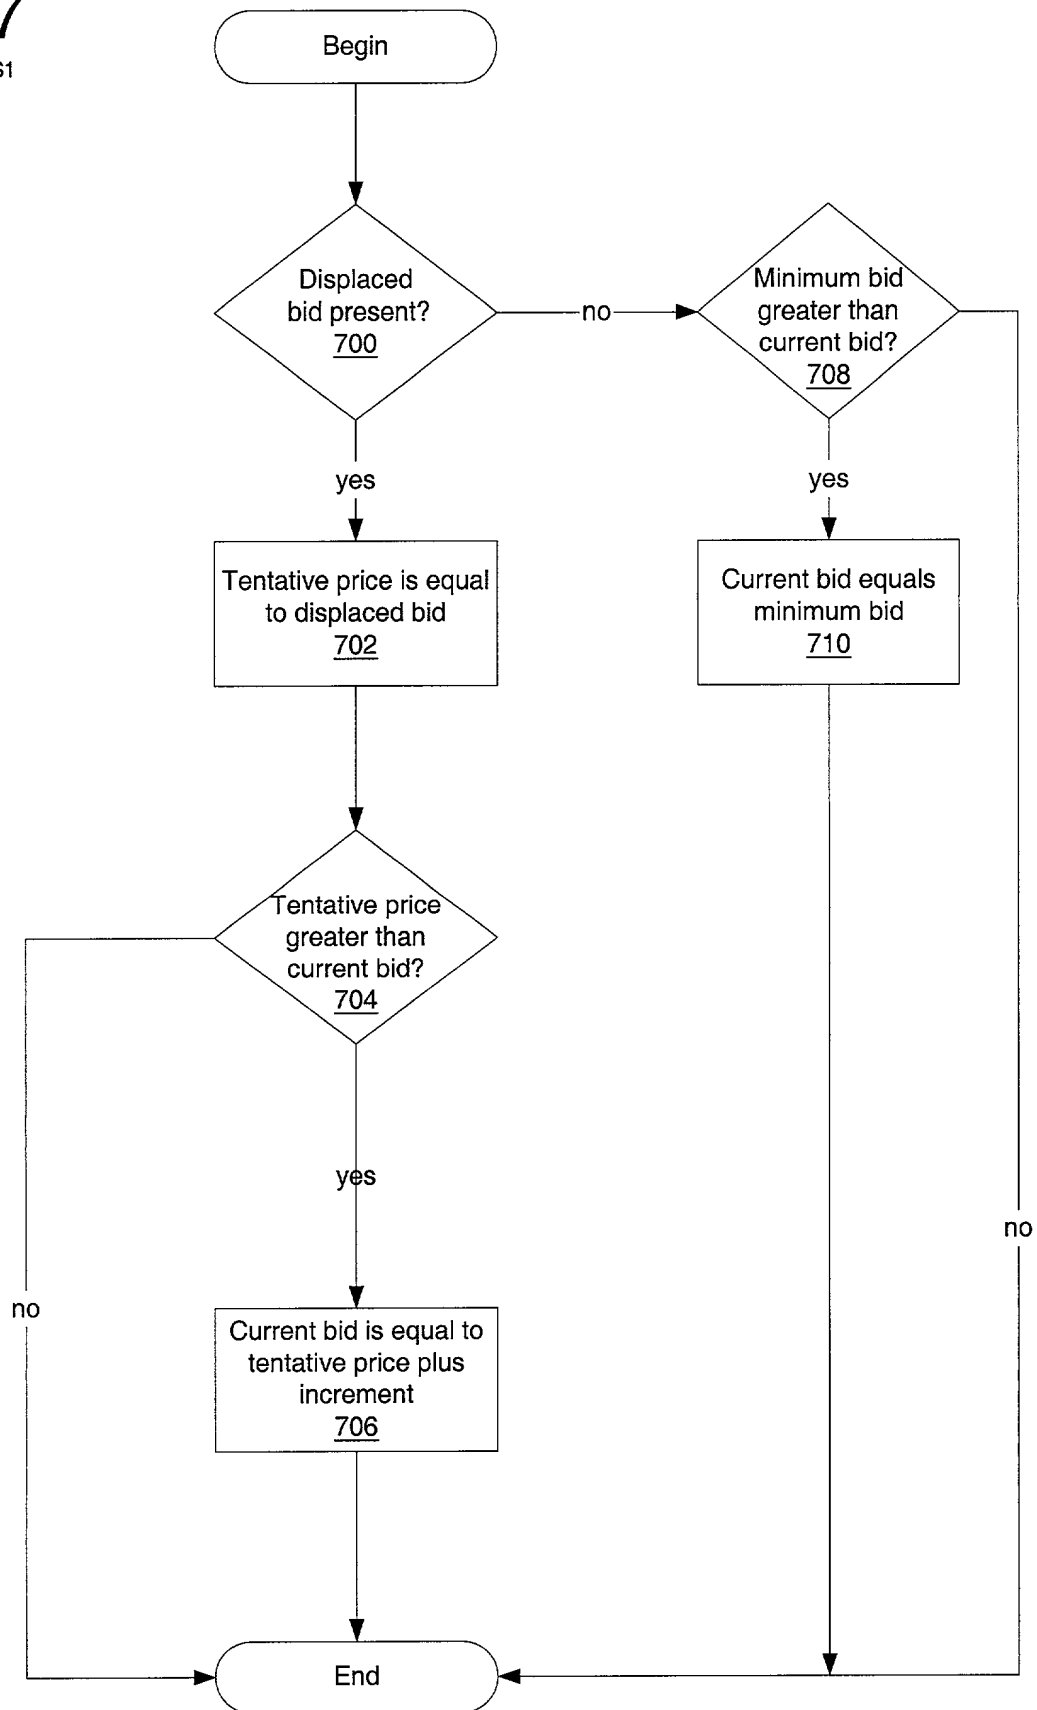 Begin
Displaced
bid present?
700
no
Minimum bid
greater than
current bid?
708
yes
yes
Tentative price is equal
to displaced bid
702
Current bid equals
minimum bid
710
Tentative price
greater than
current bid?
704
yes
no
no
Current bid is equal to
tentative price plus
increment
706
End